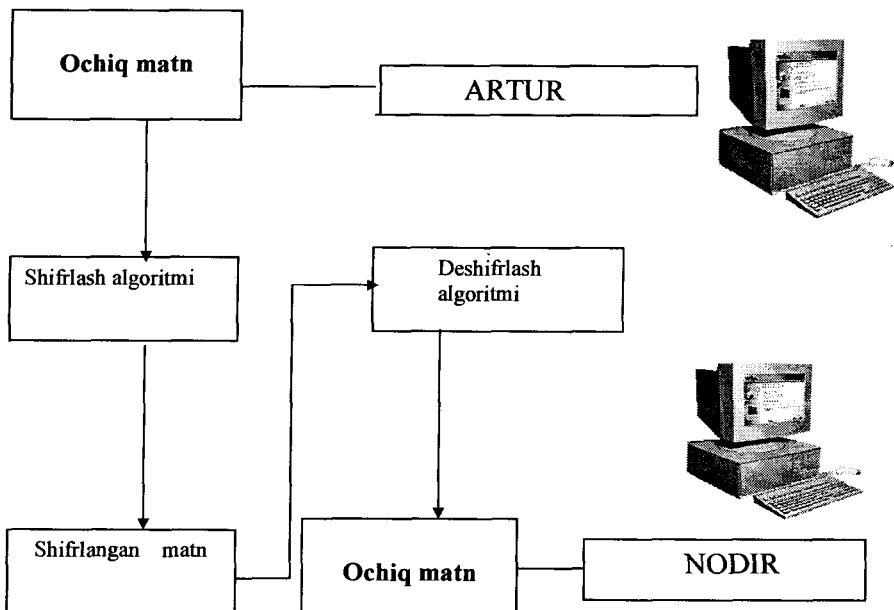 Ochiq matn
ARTUR
Shifrlash algoritmi
Deshifrlash
algoritmi
Shifrlangan matn
Ochiq matn
NODIR